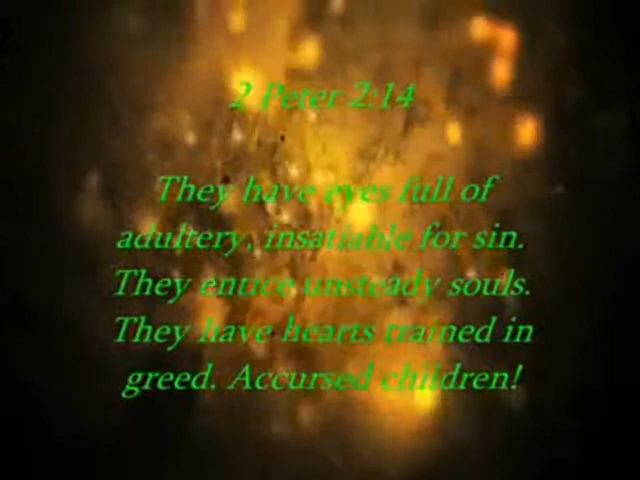 2 Peter 2:14
They have eyes full of
adultery, insatiable for sin.
They entice unsteady souls.
They have hearts trained in
greed. Accursed children!